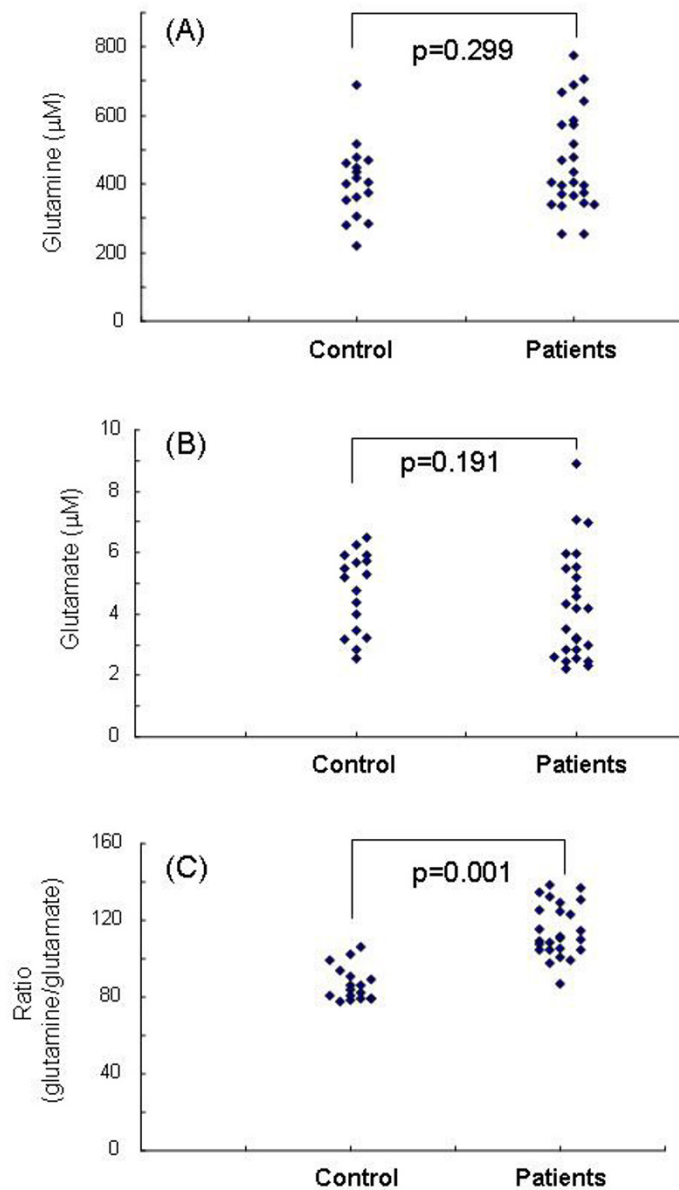 (A)
p=0.299
800
600
400
200
0
Glutamine (μM)
Control Patients
(B)
p=0.191
10
8
6
4
2
0
Glutamate (μM)
Control Patients
(C)
p=0.001
160
120
80
40
0
Ratio
(glutamine/glutamate)
Control Patients